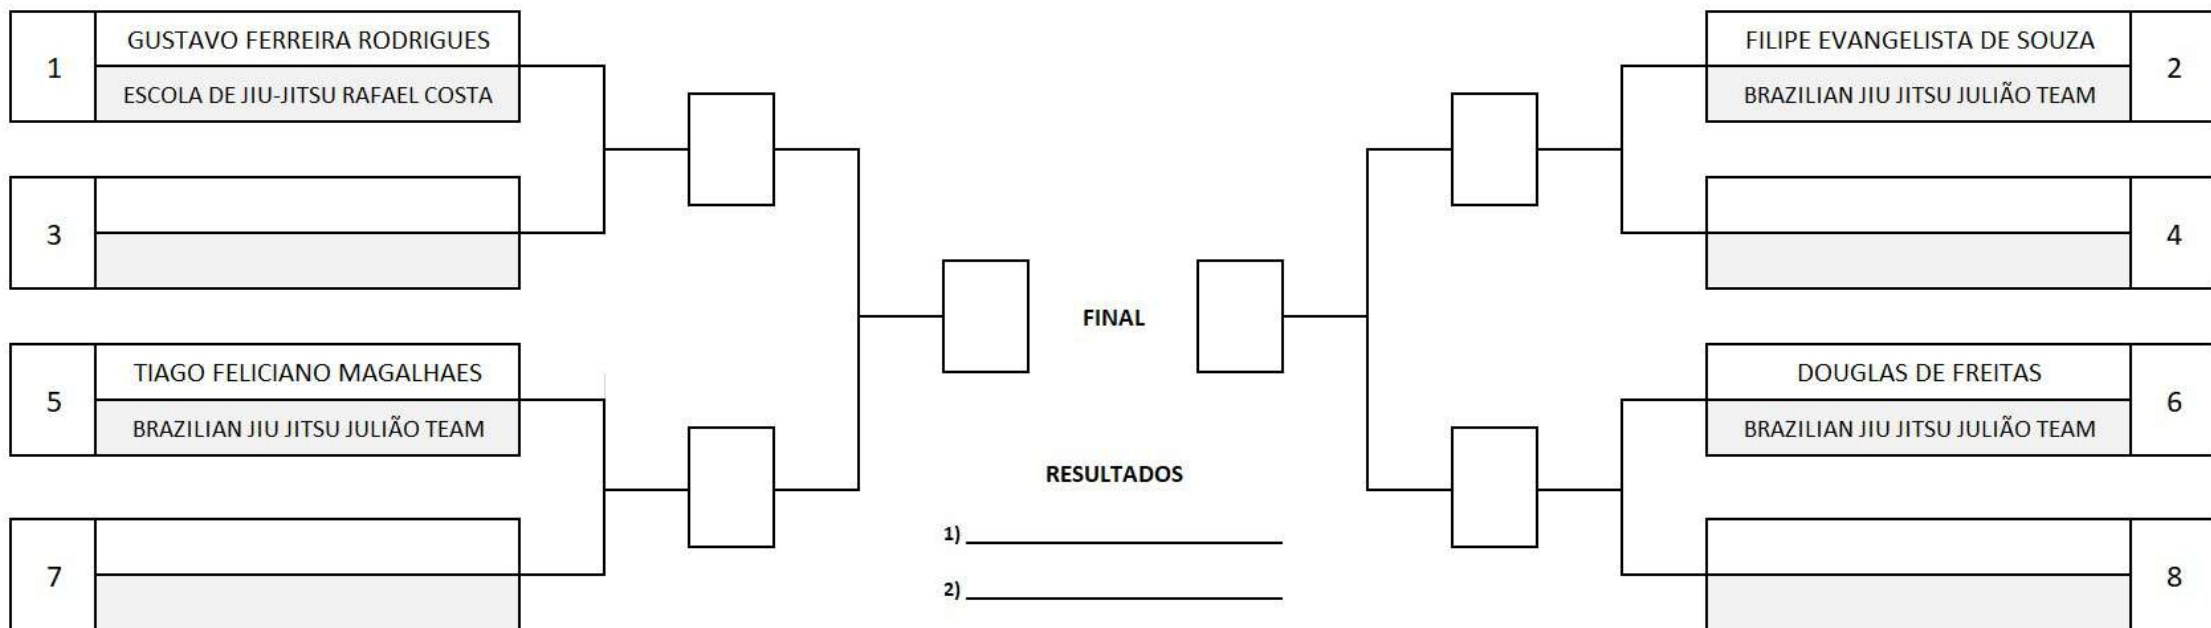 1
GUSTAVO FERREIRA RODRIGUES
ESCOLA DE JIU-JITSU RAFAEL COSTA
3
5
TIAGO FELICIANO MAGALHAES
BRAZILIAN JIU JITSU JULIÃO TEAM
7
FINAL
RESULTADOS
1)
2)
FILIPE EVANGELISTA DE SOUZA
BRAZILIAN JIU JITSU JULIÃO TEAM
2
4
DOUGLAS DE FREITAS
BRAZILIAN JIU JITSU JULIÃO TEAM
6
8